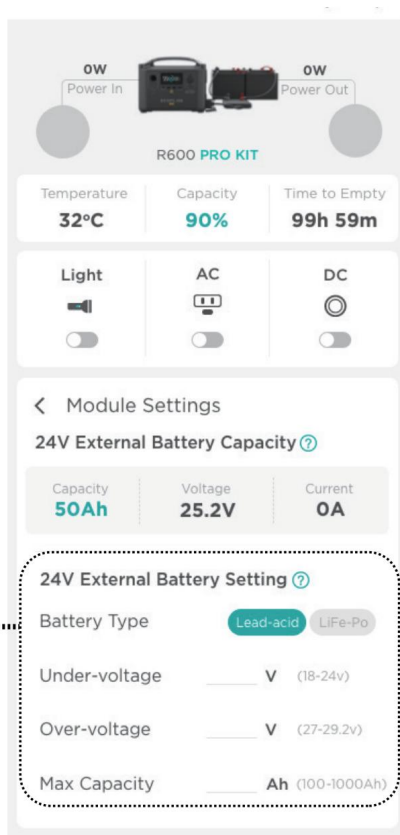 0W
Power In
0W
Power Out
R600 PRO KIT
Temperature Capacity Time to Empty
32°C 90% 99h 59m
Light AC DC
Module Settings
24V External Battery Capacity ?
Capacity Voltage Current
50Ah 25.2V 0A
24V External Battery Setting ?
Battery Type Lead-acid LiFe-Po
Under-voltage V (18-24v)
Over-voltage V (27-29.2v)
Max Capacity Ah (100-1000Ah)